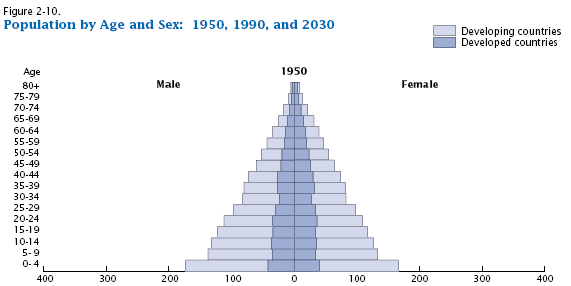 Figure 2-10.
Population by Age and Sex: 1950, 1990, and 2030
Developing countries
Developed countries
Age
1950
Male
Female
80+
75-79
70-74
65-69
60-64
55-59
50-54
45-49
40-44
35-39
30-34
25-29
20-24
15-19
10-14
5- 9
0- 4
400 300 200 100 0 100 200 300 400